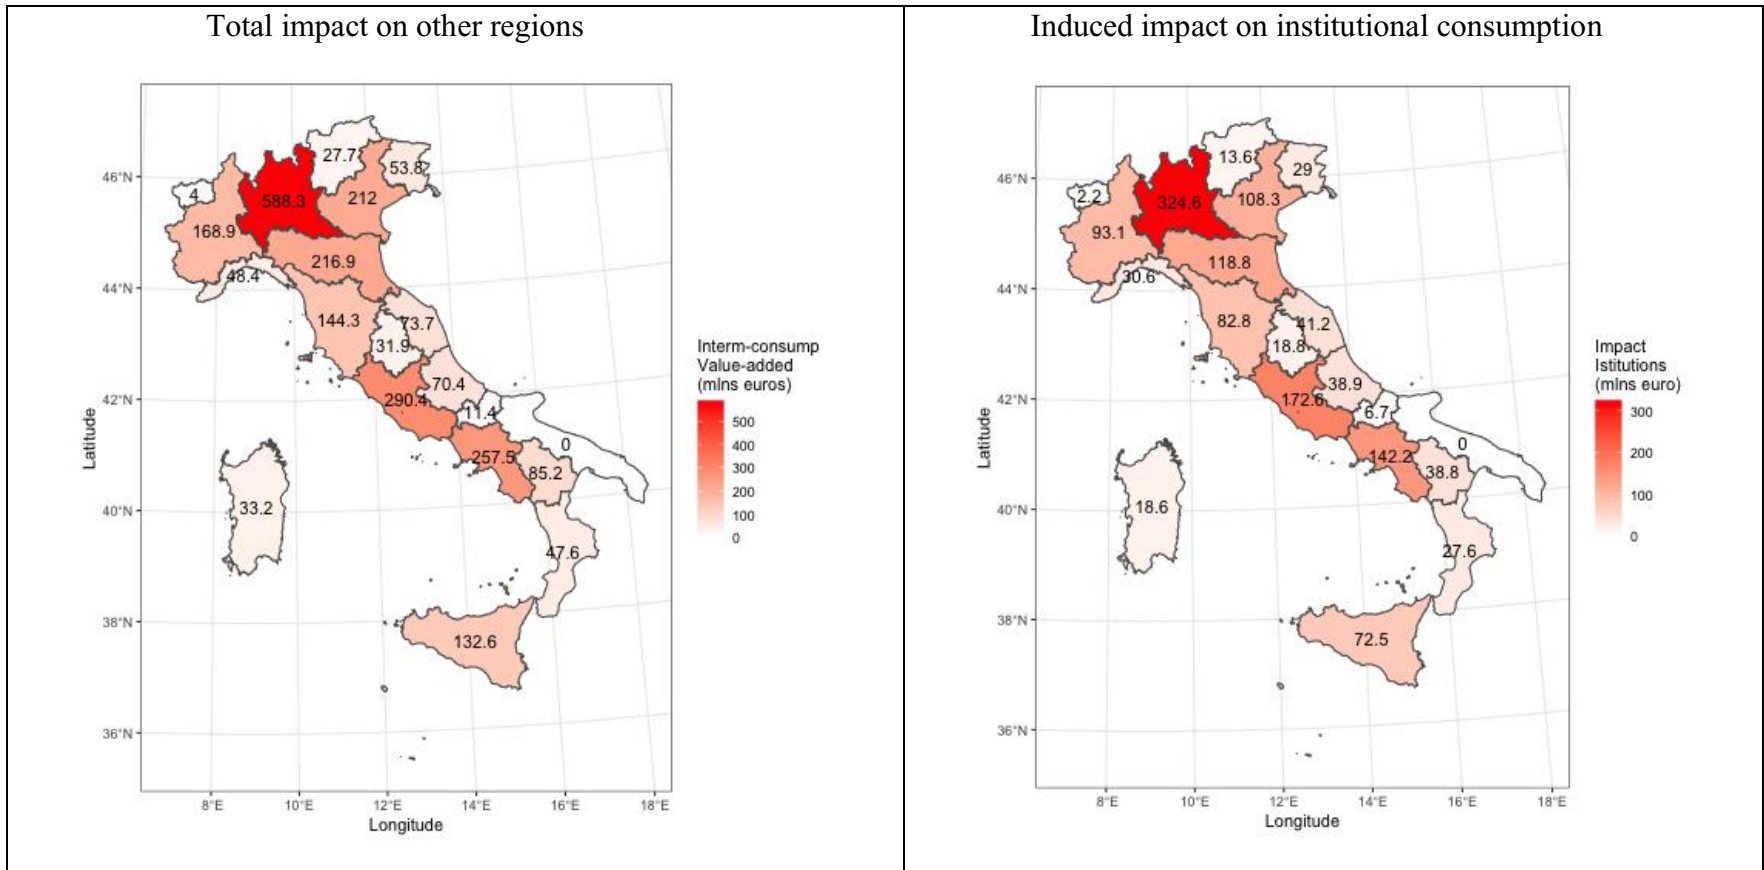 Total impact on other regions
27.7
53.8
46°N
4
588.3
212
168.9
216.9
48.4
44°N
144.3
73.7
31.9
Interm-consump
Value-added
(mlns euros)
500
400
300
200
100
0
70.4
42°N
290.4
11.4
0
257.5
85.2
33.2
40°N
47.6
38°N
132.6
36°N
8°E
10°E
12°E
14°E
16°E
18°E
Longitude
Latitude
Induced impact on institutional consumption
13.6
29
46°N
2.2
324.6
108.3
93.1
118.8
30.6
44°N
82.8
41.2
18.8
Impact
Istitutions
(mlns euro)
300
200
100
0
38.9
42°N
172.6
6.7
0
142.2
38.8
18.6
40°N
27.6
38°N
72.5
36°N
8°E
10°E
12°E
14°E
16°E
18°E
Longitude
Latitude